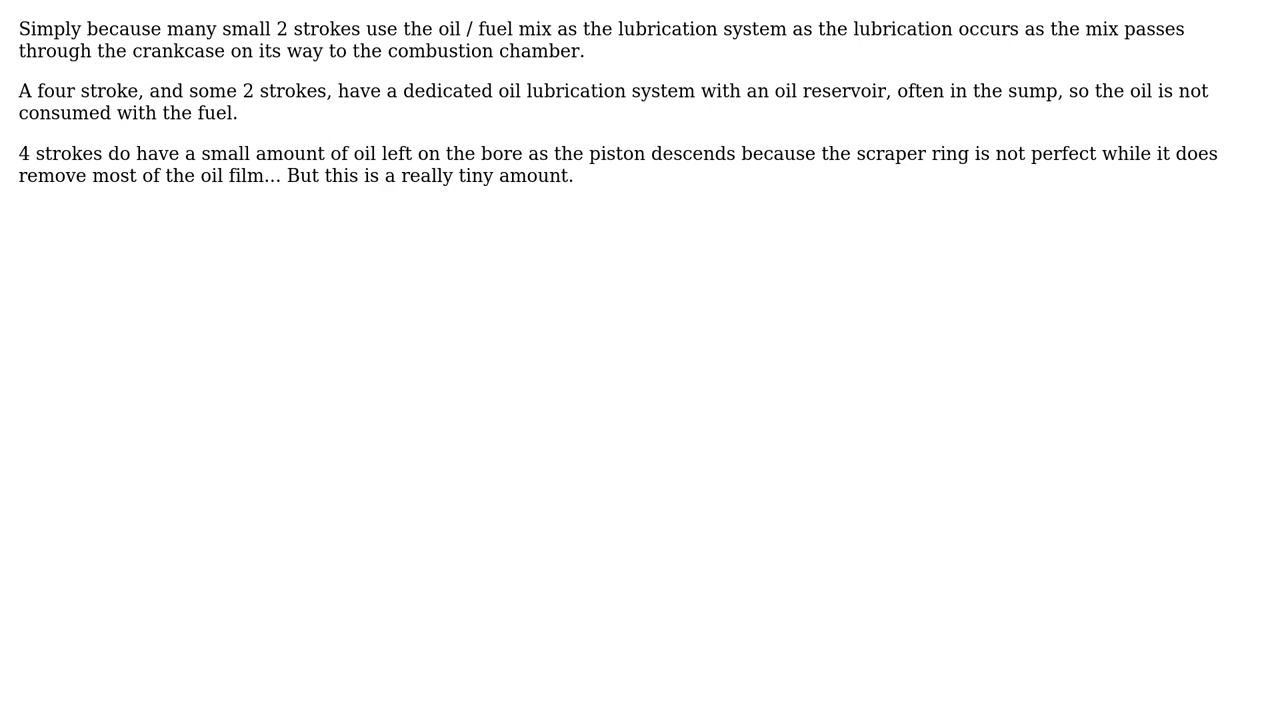 Simply because many small 2 strokes use the oil / fuel mix as the lubrication system as the lubrication occurs as the mix passes
through the crankcase on its way to the combustion chamber.
A four stroke, and some 2 strokes, have a dedicated oil lubrication system with an oil reservoir, often in the sump, so the oil is not
consumed with the fuel.
4 strokes do have a small amount of oil left on the bore as the piston descends because the scraper ring is not perfect while it does
remove most of the oil film... But this is a really tiny amount.